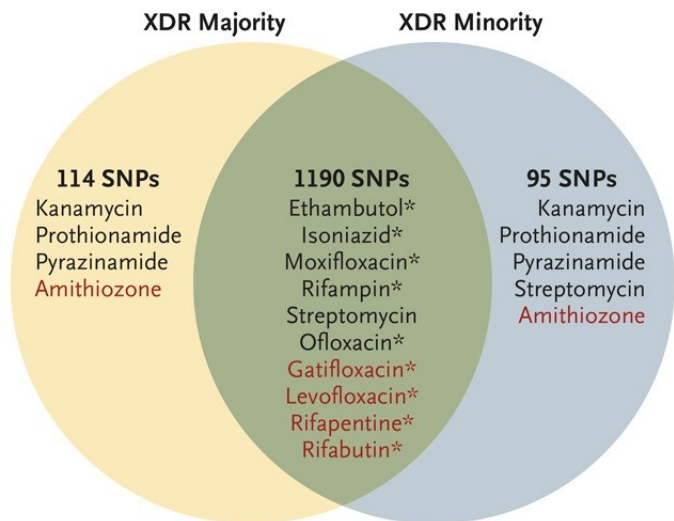 XDR Majority
XDR Minority
114 SNPs
Kanamycin
Prothionamide
Pyrazinamide
Amithiozone
1190 SNPs
Ethambutol*
Isoniazid*
Moxifloxacin*
Rifampin*
Streptomycin
Ofloxacin*
Gatifloxacin*
Levofloxacin*
Rifapentine*
Rifabutin*
95 SNPs
Kanamycin
Prothionamide
Pyrazinamide
Streptomycin
Amithiozone